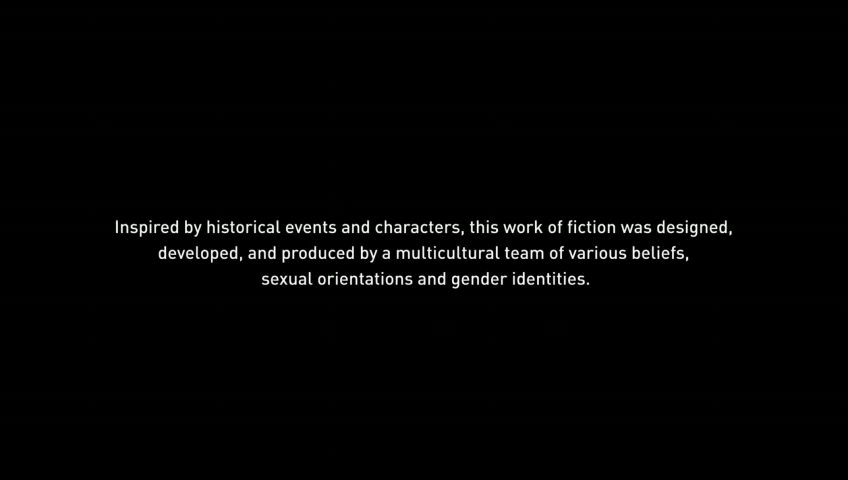 Inspired by historical events and characters, this work of fiction was designed,
developed, and produced by a multicultural team of various beliefs,
sexual orientations and gender identities.